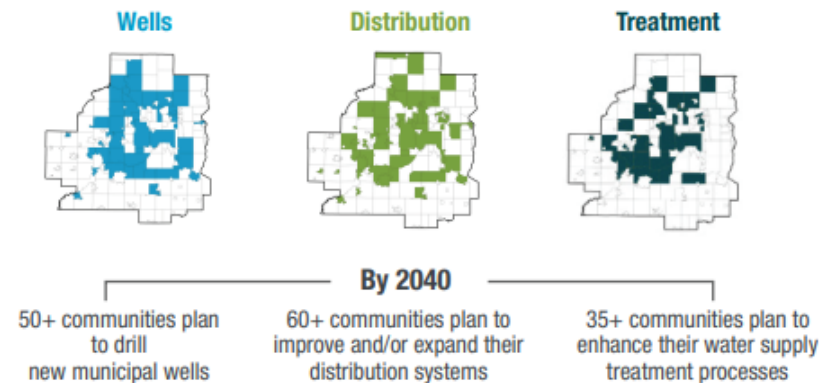 Wells
Distribution
Treatment
By 2040
50+ communities plan
to drill
new municipal wells
60+ communities plan to
improve and/or expand their
distribution systems
35+ communities plan to
enhance their water supply
treatment processes